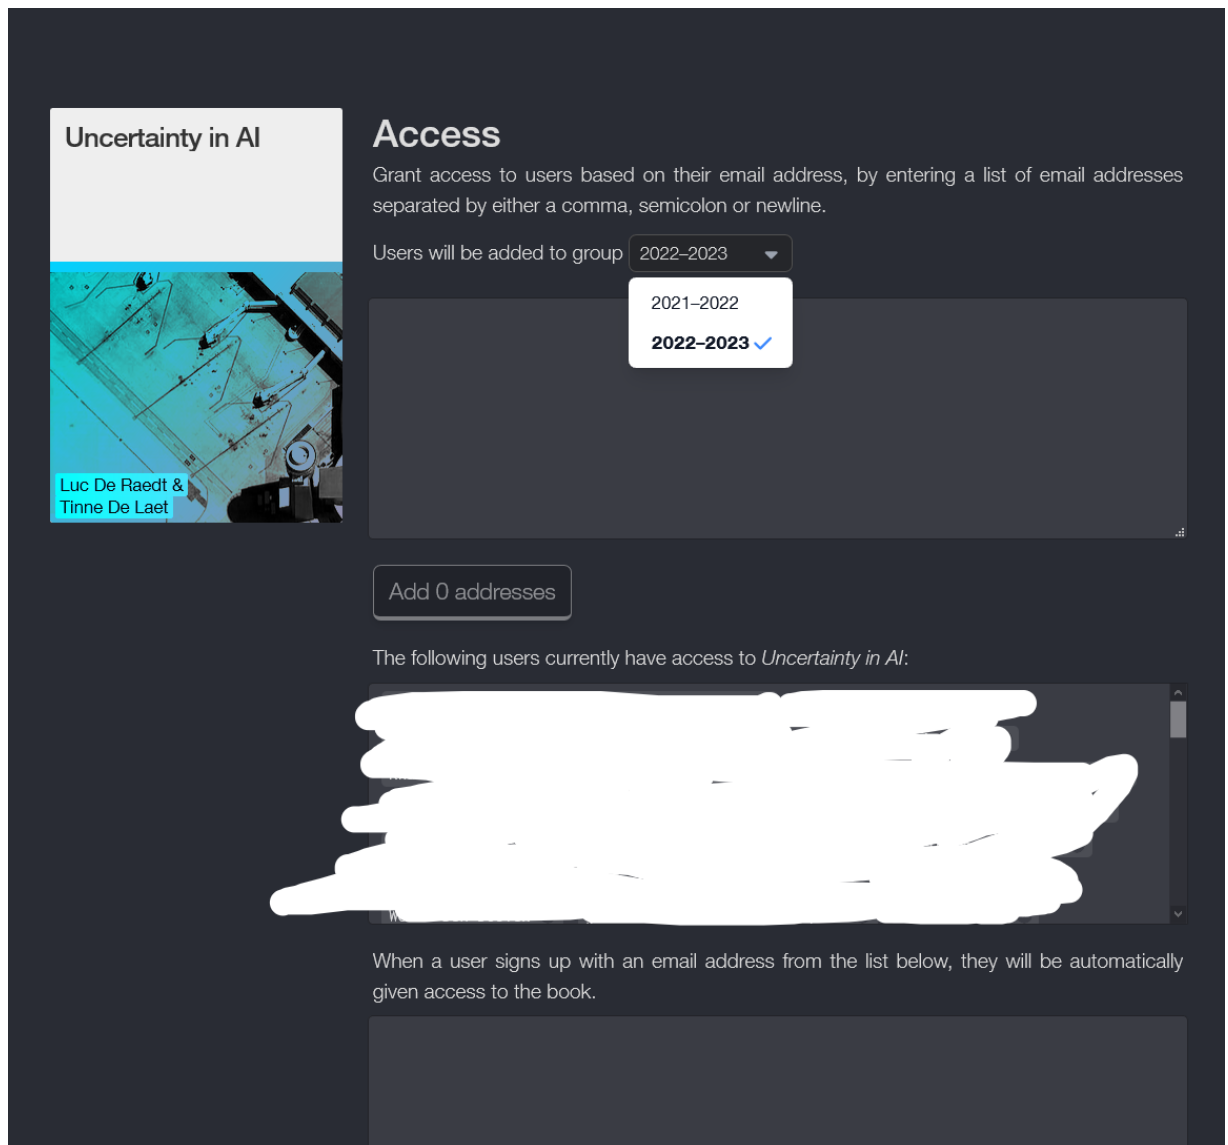 Uncertainty in AI
Luc De Raedt &
Tinne De Laet
Access
Grant access to users based on their email address, by entering a list of email addresses
separated by either a comma, semicolon or newline.
Users will be added to group 2022–2023
2021–2022
2022–2023
Add 0 addresses
The following users currently have access to Uncertainty in AI:
When a user signs up with an email address from the list below, they will be automatically
given access to the book.